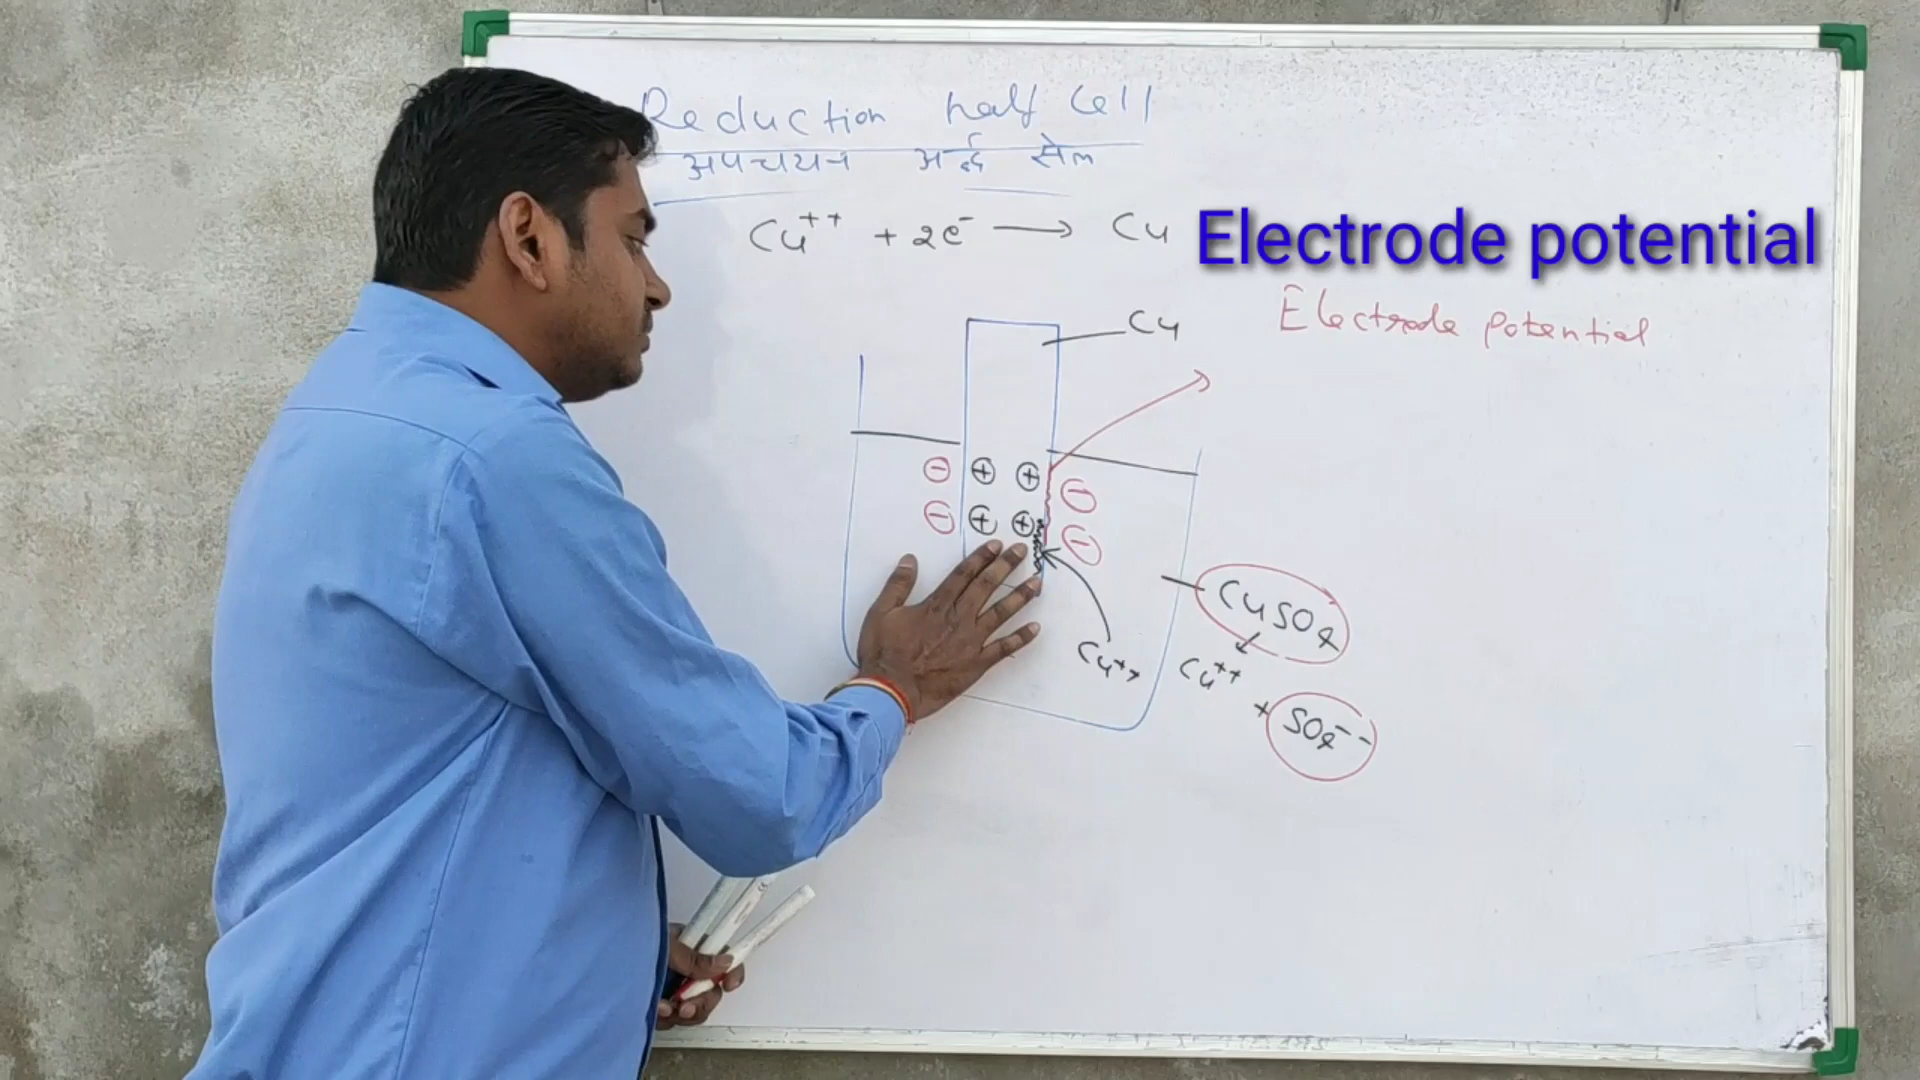 Reduction half Cell
अपचयन अर्द्ध सेल
Cu++ + 2e- → Cu
Electrode potential
Electrode potential
Cu
⊖ ⊕ ⊕ ⊖
⊖ ⊕ ⊕ ⊖
CuSO4
Cu++
Cu++
+ SO4--